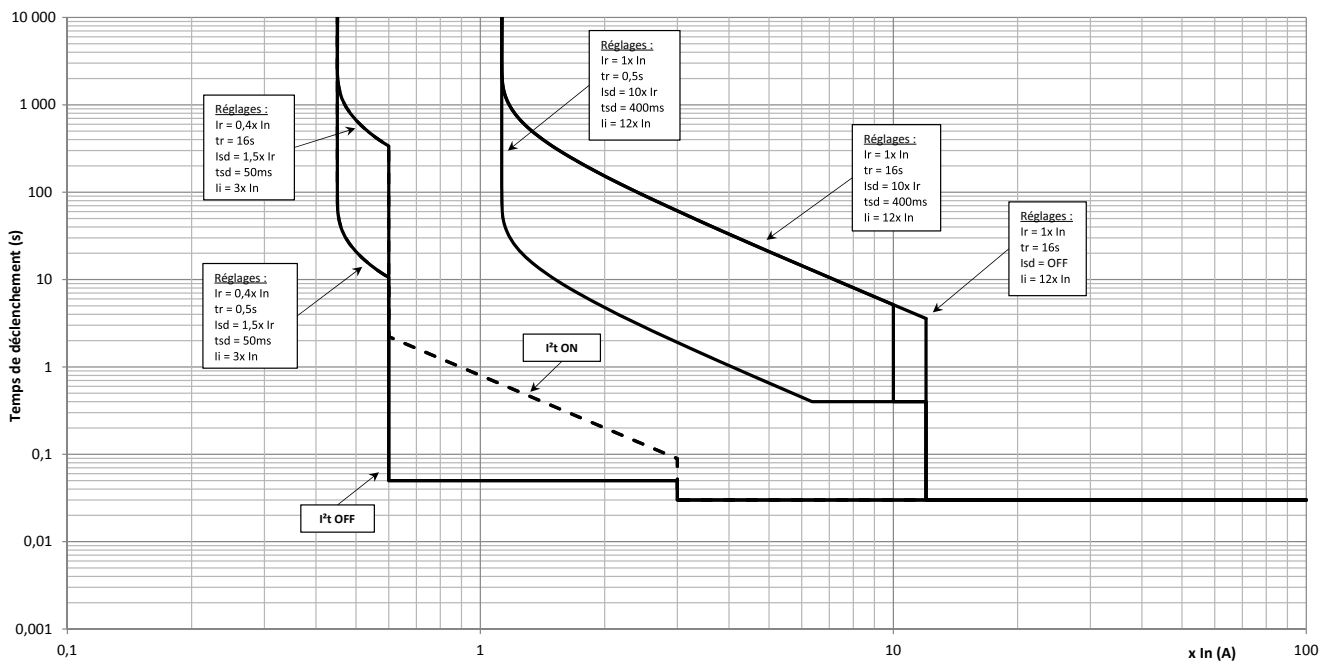 10 000
1 000
100
10
1
0,1
0,01
0,001
Temps de déclenchement (s)
0,1
1
10
100
x In (A)
Réglages :
Ir = 0,4x In
tr = 16s
Isd = 1,5x Ir
tsd = 50ms
Ii = 3x In
Réglages :
Ir = 0,4x In
tr = 0,5s
Isd = 1,5x Ir
tsd = 50ms
Ii = 3x In
Réglages :
Ir = 1x In
tr = 0,5s
Isd = 10x Ir
tsd = 400ms
Ii = 12x In
Réglages :
Ir = 1x In
tr = 16s
Isd = 10x Ir
tsd = 400ms
Ii = 12x In
Réglages :
Ir = 1x In
tr = 16s
Isd = OFF
Ii = 12x In
I²t ON
I²t OFF